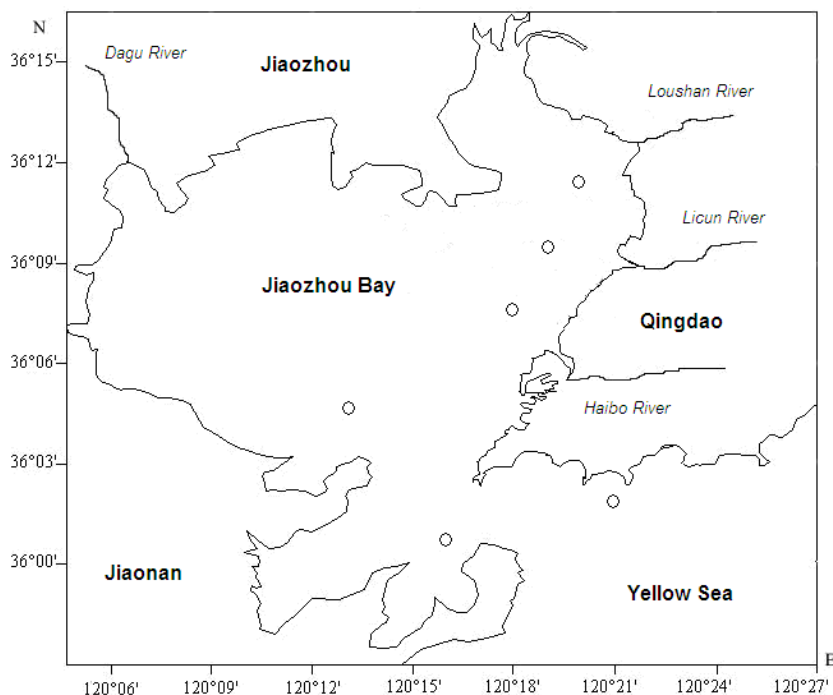 N
36°15'
Dagu River
Jiaozhou
Loushan River
36°12'
Licun River
36°09'
Jiaozhou Bay
Qingdao
36°06'
Haibo River
36°03'
36°00'
Jiaonan
Yellow Sea
E
120°06'
120°09'
120°12'
120°15'
120°18'
120°21'
120°24'
120°27'